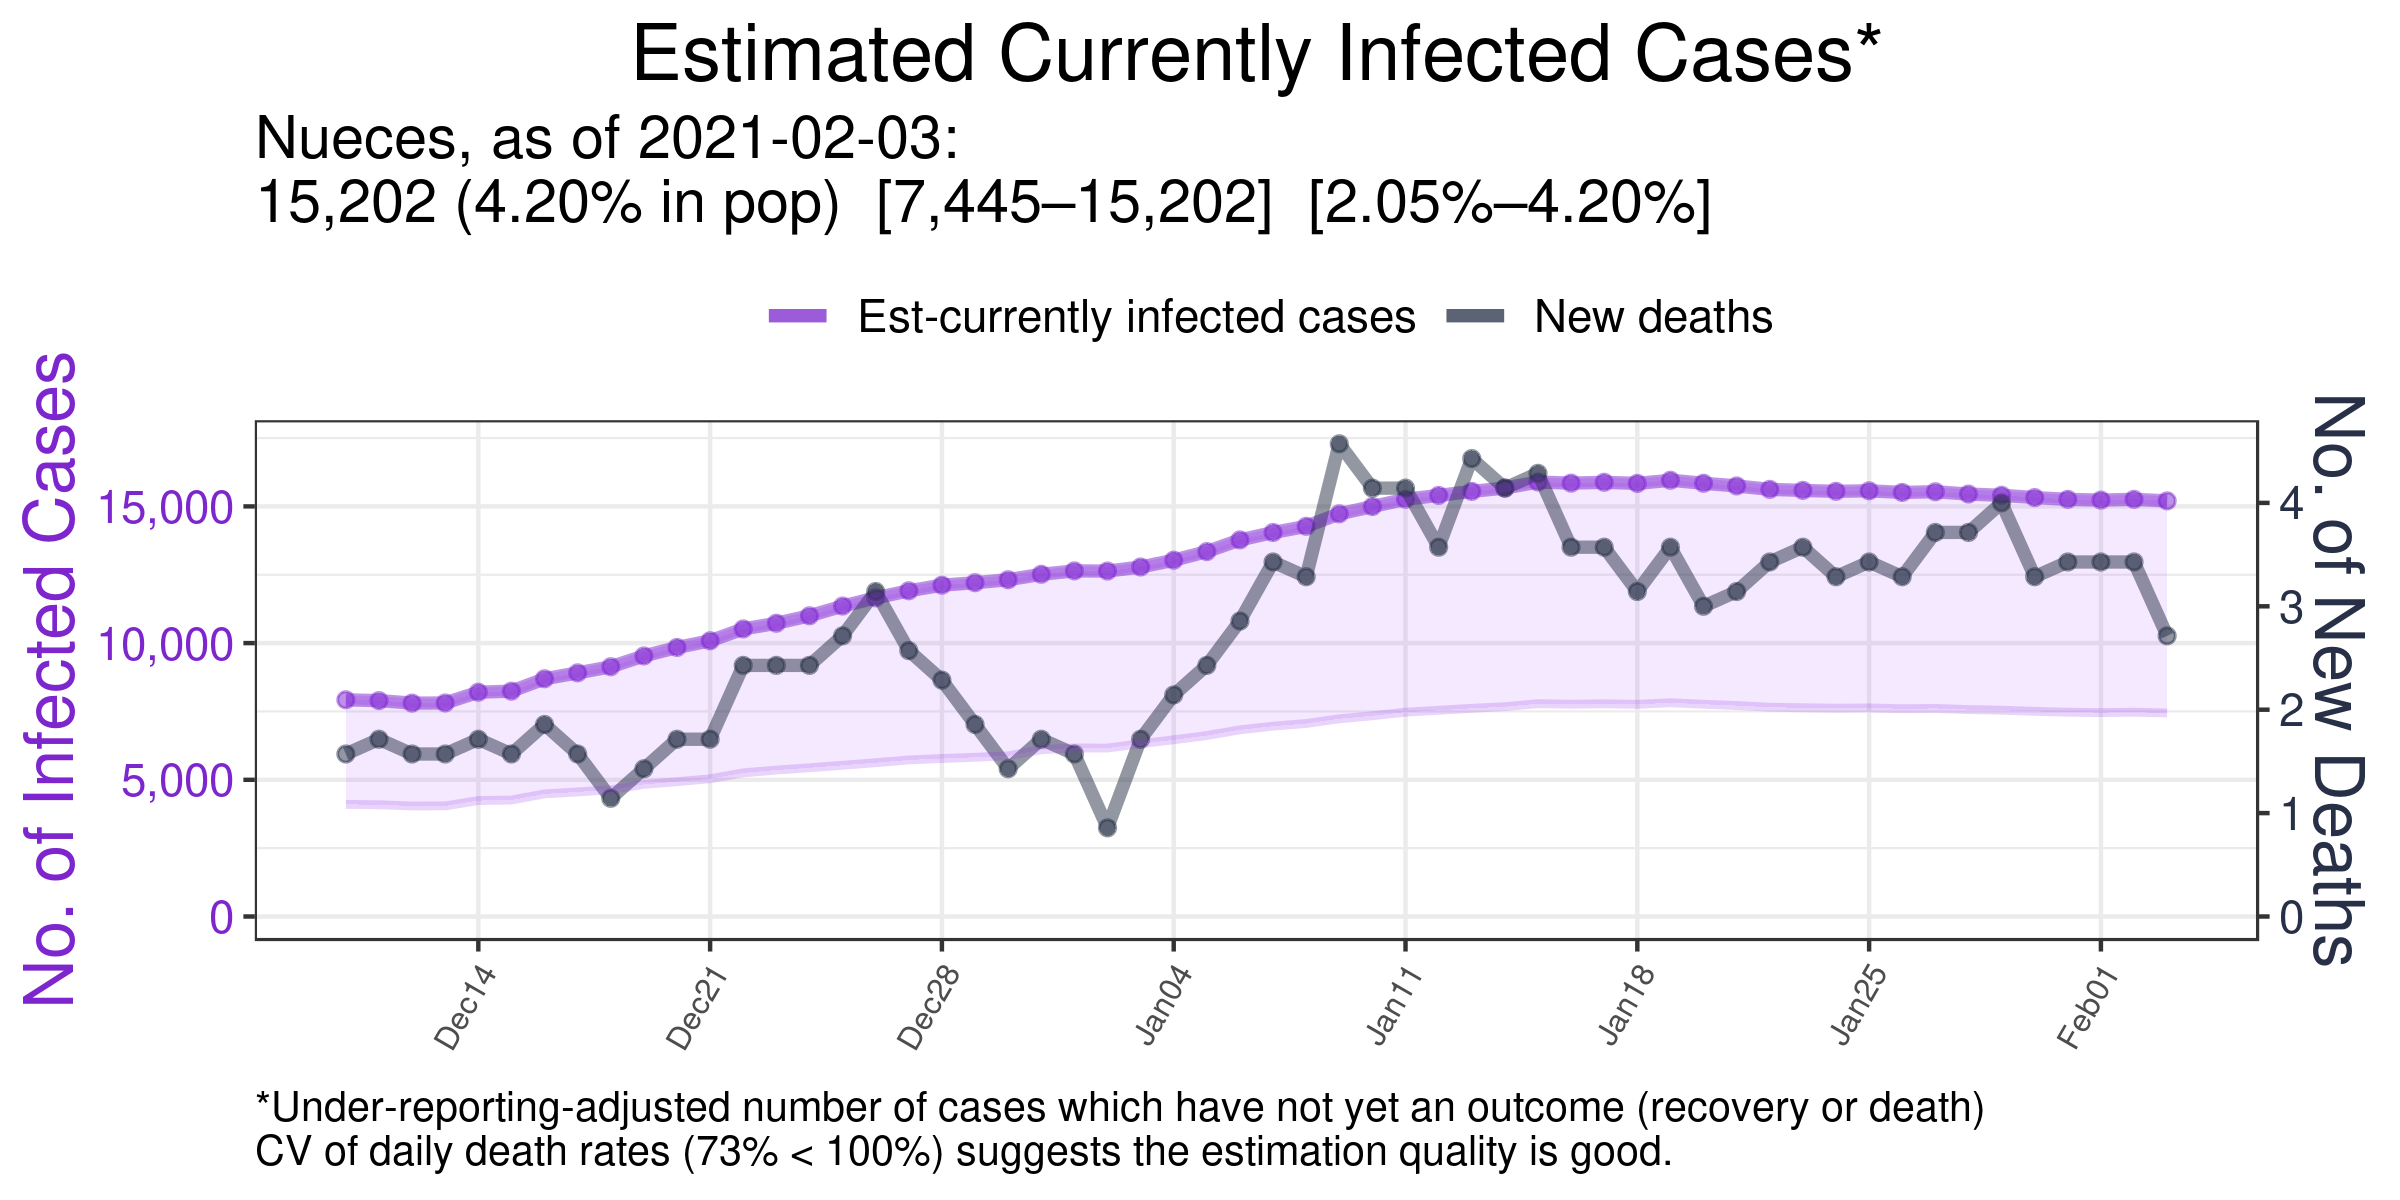 Estimated Currently Infected Cases*
Nueces, as of 2021-02-03:
15,202 (4.20% in pop)  [7,445–15,202]  [2.05%–4.20%]
Est-currently infected cases
New deaths
No. of Infected Cases
15,000
10,000
5,000
0
No. of New Deaths
4
3
2
1
0
Dec14
Dec21
Dec28
Jan04
Jan11
Jan18
Jan25
Feb01
*Under-reporting-adjusted number of cases which have not yet an outcome (recovery or death)
CV of daily death rates (73% < 100%) suggests the estimation quality is good.